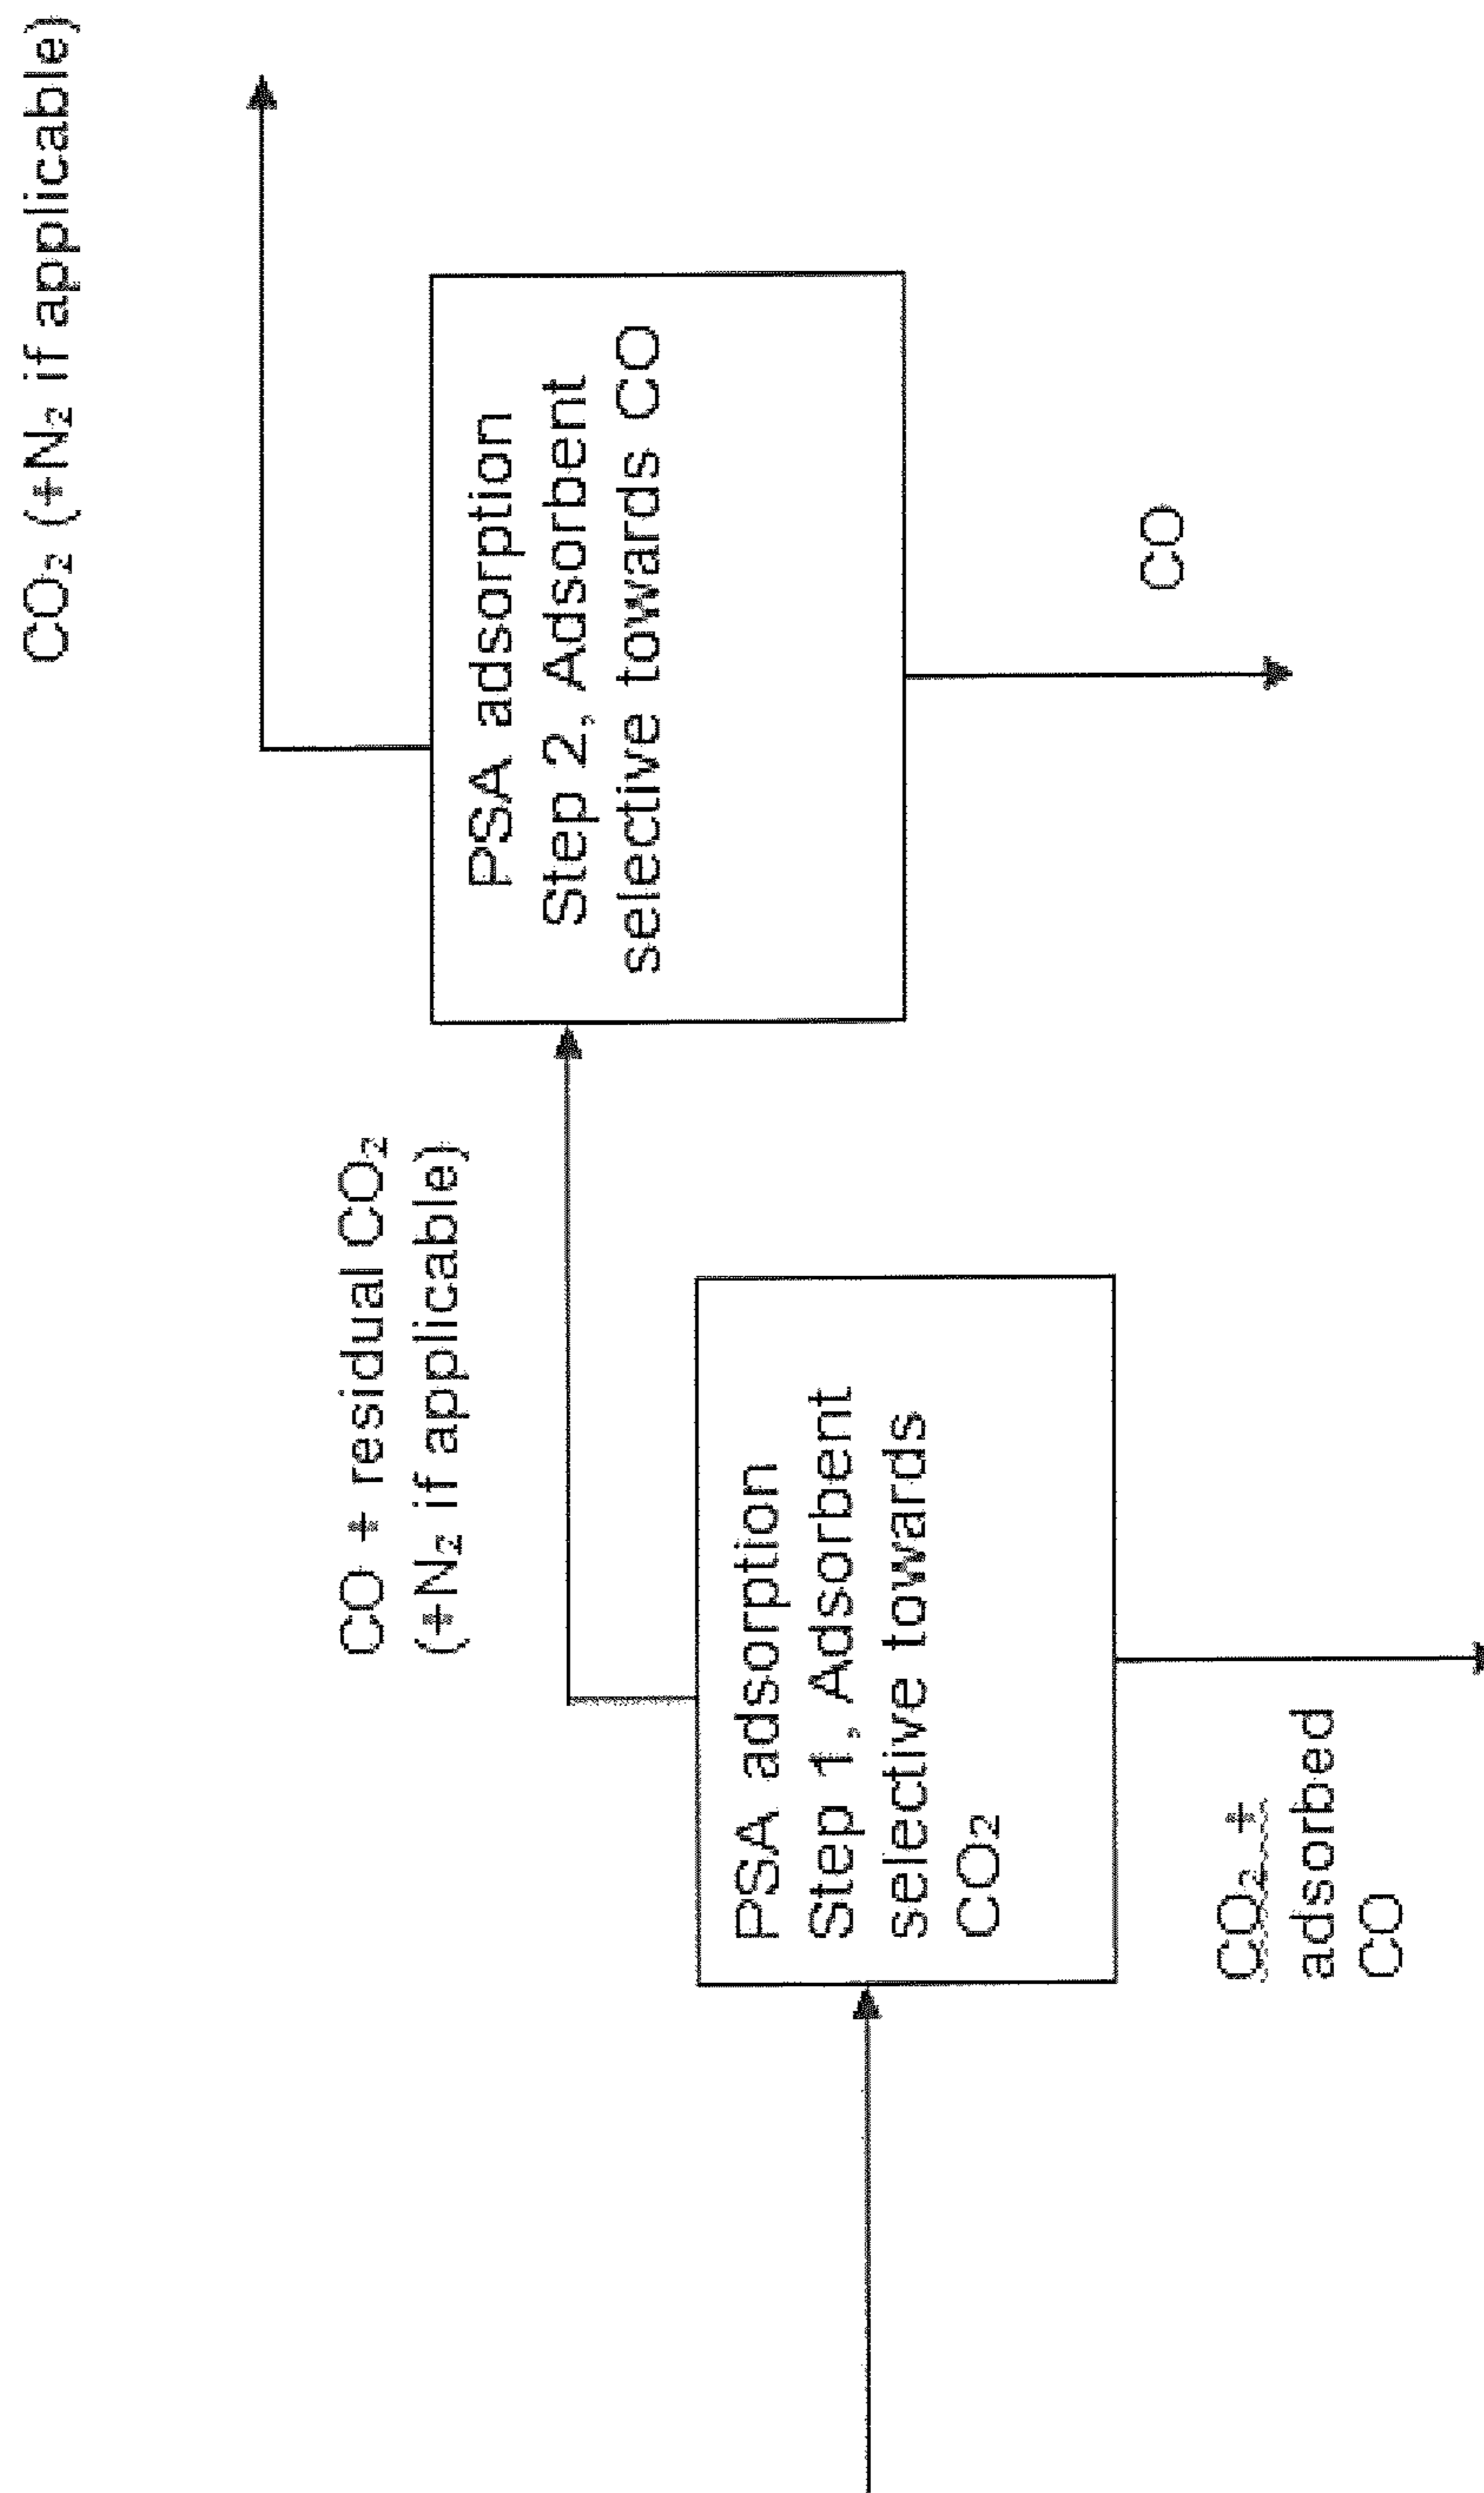 CO₂ (+N₂ if applicable)
PSA adsorption
Step 2, Adsorbent
selective towards CO
CO
CO + residual CO₂
(+N₂ if applicable)
PSA adsorption
Step 1, Adsorbent
selective towards
CO₂
CO₂ +
adsorbed
CO